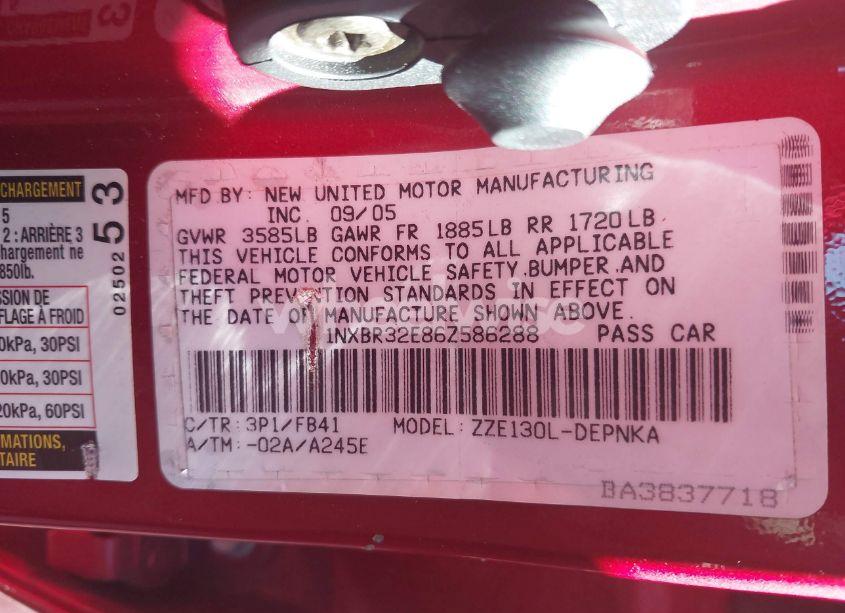 CHARGEMENT
5
2 : ARRIÈRE 3
chargement ne
850lb.
SSION DE
FLAGE À FROID
0kPa, 30PSI
0kPa, 30PSI
20kPa, 60PSI
MATIONS,
TAIRE
02502
53
MFD BY: NEW UNITED MOTOR MANUFACTURING
INC. 09/05
GVWR 3585LB GAWR FR 1885LB RR 1720LB
THIS VEHICLE CONFORMS TO ALL APPLICABLE
FEDERAL MOTOR VEHICLE SAFETY,BUMPER,AND
THEFT PREVENTION STANDARDS IN EFFECT ON
THE DATE OF MANUFACTURE SHOWN ABOVE.
1NXBR32E86Z586288 PASS CAR
C/TR: 3P1/FB41 MODEL: ZZE130L-DEPNKA
A/TM: -02A/A245E
BA3837718